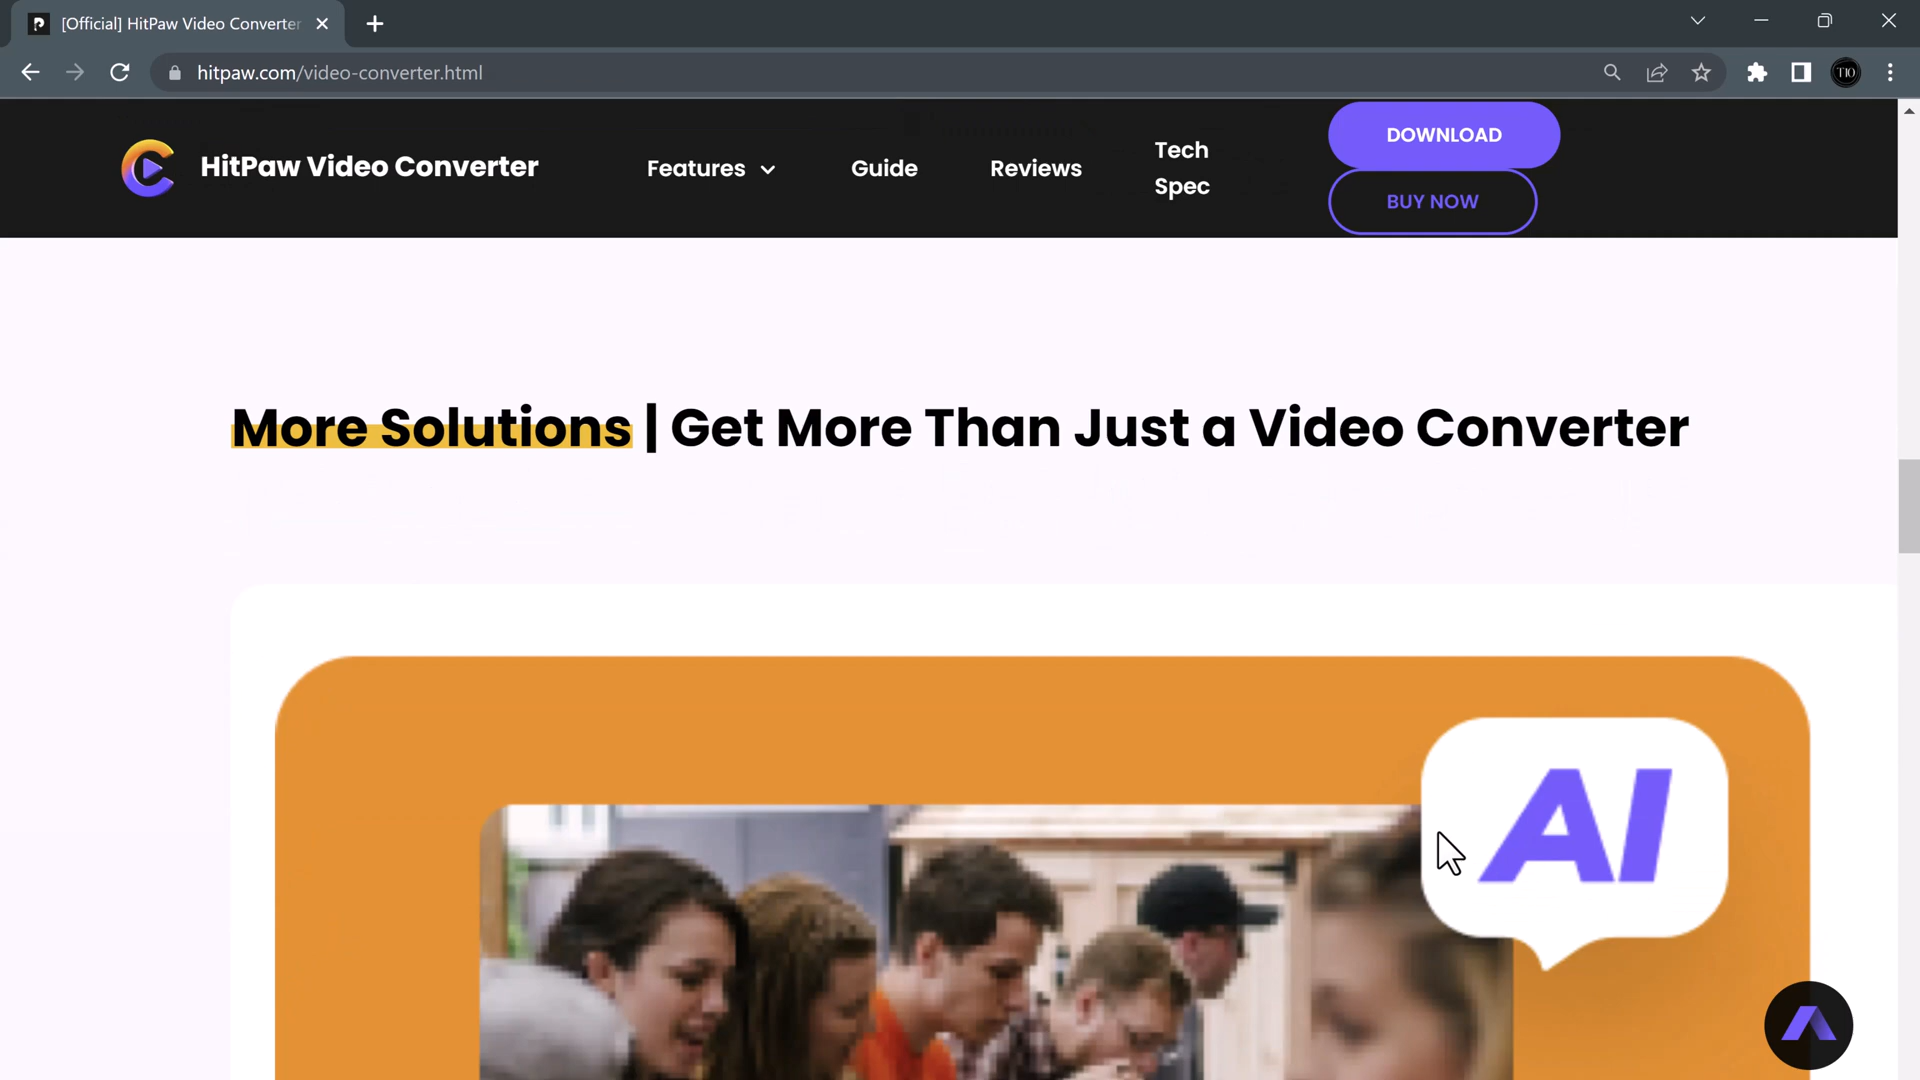 [Official] HitPaw Video Converter
hitpaw.com/video-converter.html
T1O
HitPaw Video Converter
Features
Guide
Reviews
Tech
Spec
DOWNLOAD
BUY NOW
More Solutions | Get More Than Just a Video Converter
AI